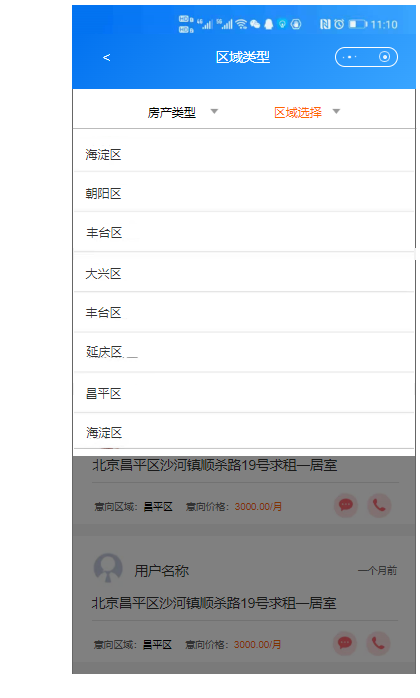 11:10
< 区域类型
房产类型 区域选择
海淀区
朝阳区
丰台区
大兴区
丰台区
延庆区
昌平区
海淀区
北京昌平区沙河镇顺杀路19号求租一居室
意向区域：昌平区 意向价格：3000.00/月
用户名称 一个月前
北京昌平区沙河镇顺杀路19号求租一居室
意向区域：昌平区 意向价格：3000.00/月